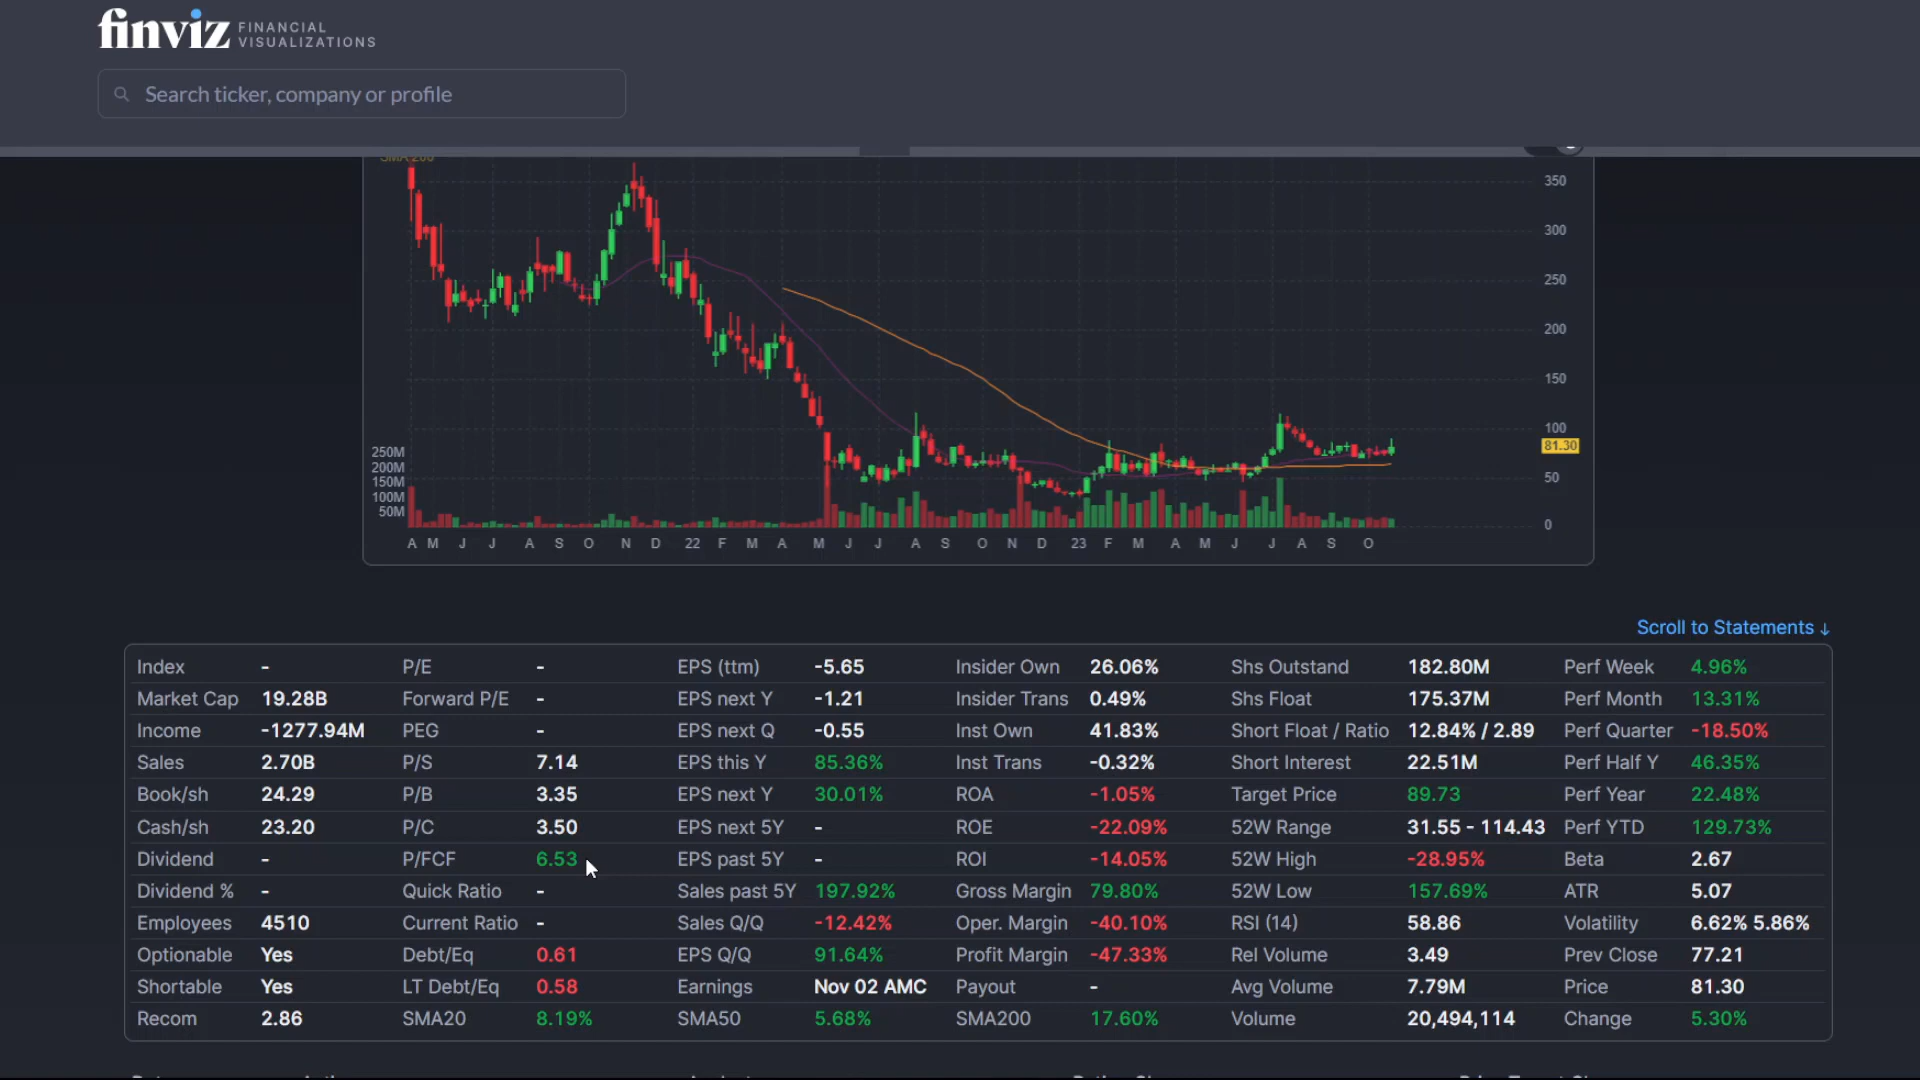 finviz FINANCIAL VISUALIZATIONS
Search ticker, company or profile
SMA 200
350
300
250
200
150
100
81.30
50
0
250M
200M
150M
100M
50M
A M J J A S O N D 22 F M A M J J A S O N D 23 F M A M J J A S O
Scroll to Statements ↓
Index - P/E - EPS (ttm) -5.65 Insider Own 26.06% Shs Outstand 182.80M Perf Week 4.96%
Market Cap 19.28B Forward P/E - EPS next Y -1.21 Insider Trans 0.49% Shs Float 175.37M Perf Month 13.31%
Income -1277.94M PEG - EPS next Q -0.55 Inst Own 41.83% Short Float / Ratio 12.84% / 2.89 Perf Quarter -18.50%
Sales 2.70B P/S 7.14 EPS this Y 85.36% Inst Trans -0.32% Short Interest 22.51M Perf Half Y 46.35%
Book/sh 24.29 P/B 3.35 EPS next Y 30.01% ROA -1.05% Target Price 89.73 Perf Year 22.48%
Cash/sh 23.20 P/C 3.50 EPS next 5Y - ROE -22.09% 52W Range 31.55 - 114.43 Perf YTD 129.73%
Dividend - P/FCF 6.53 EPS past 5Y - ROI -14.05% 52W High -28.95% Beta 2.67
Dividend % - Quick Ratio - Sales past 5Y 197.92% Gross Margin 79.80% 52W Low 157.69% ATR 5.07
Employees 4510 Current Ratio - Sales Q/Q -12.42% Oper. Margin -40.10% RSI (14) 58.86 Volatility 6.62% 5.86%
Optionable Yes Debt/Eq 0.61 EPS Q/Q 91.64% Profit Margin -47.33% Rel Volume 3.49 Prev Close 77.21
Shortable Yes LT Debt/Eq 0.58 Earnings Nov 02 AMC Payout - Avg Volume 7.79M Price 81.30
Recom 2.86 SMA20 8.19% SMA50 5.68% SMA200 17.60% Volume 20,494,114 Change 5.30%